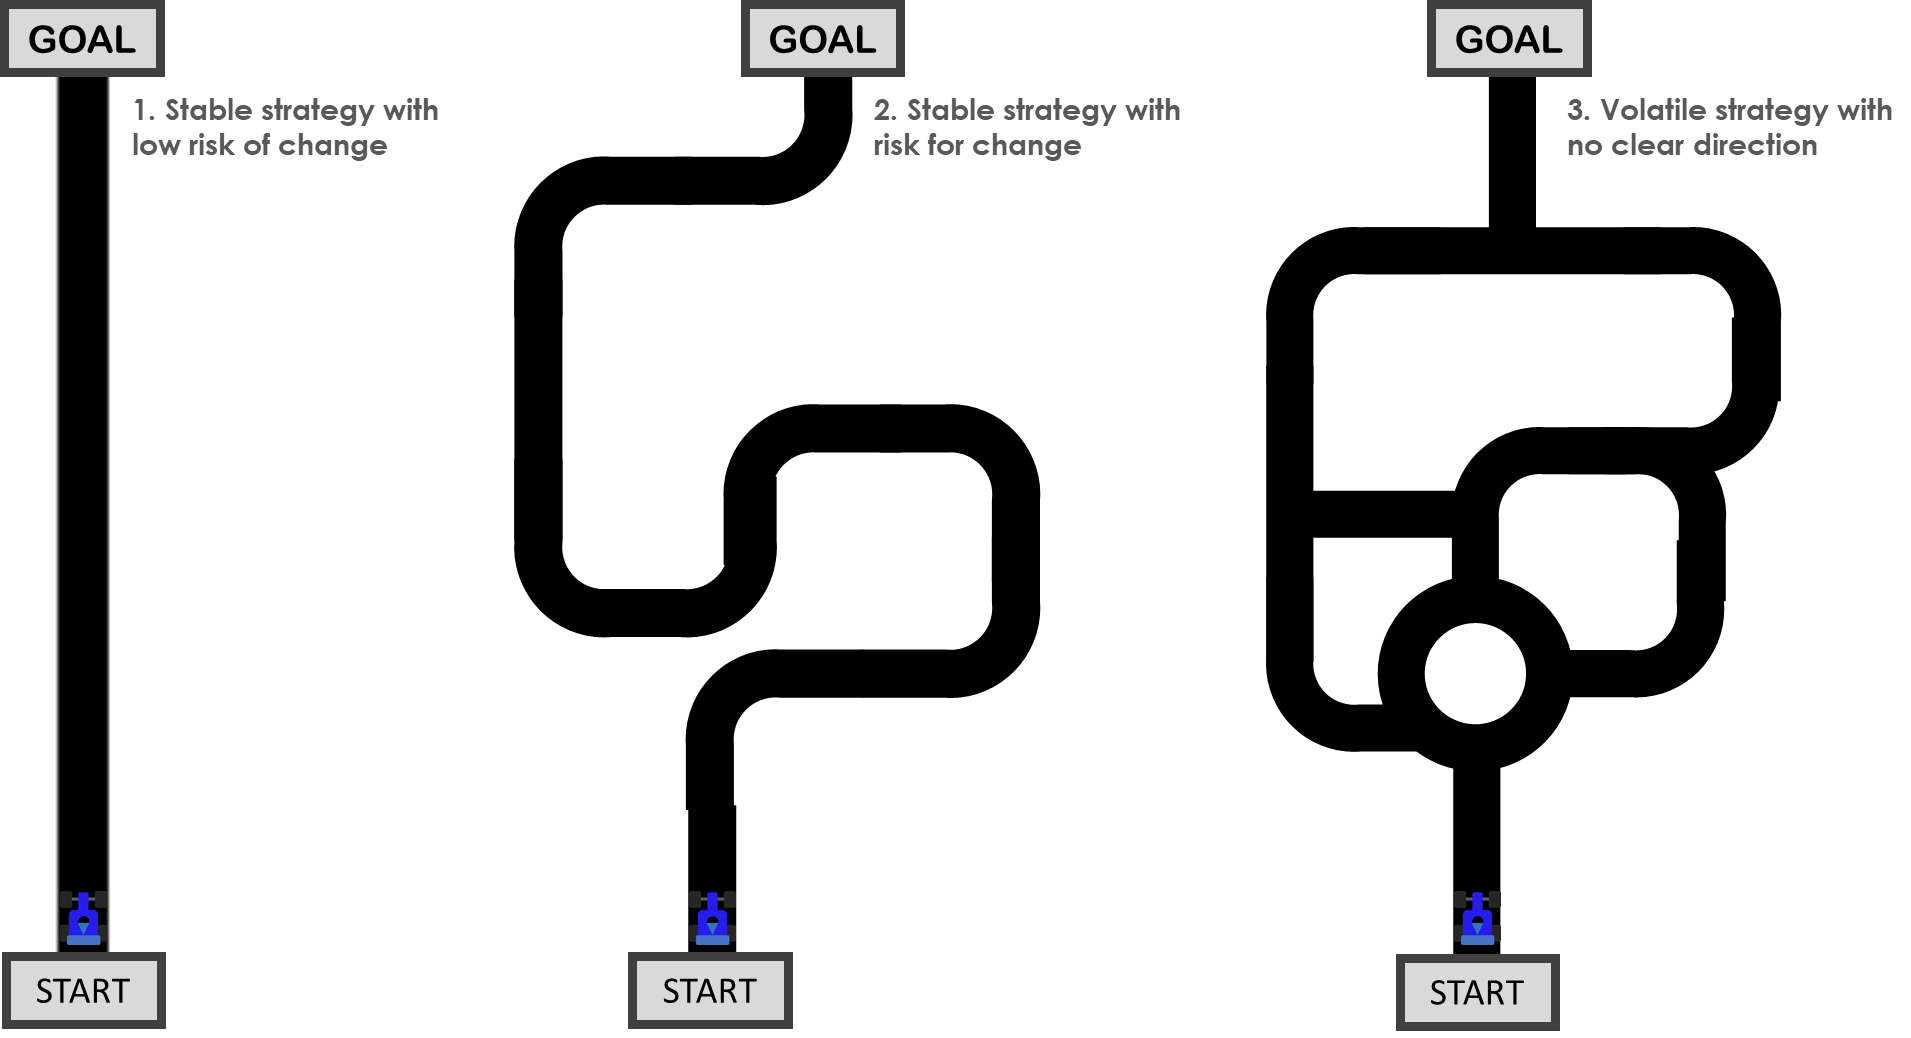 GOAL
1. Stable strategy with
low risk of change
START
GOAL
2. Stable strategy with
risk for change
START
GOAL
3. Volatile strategy with
no clear direction
START